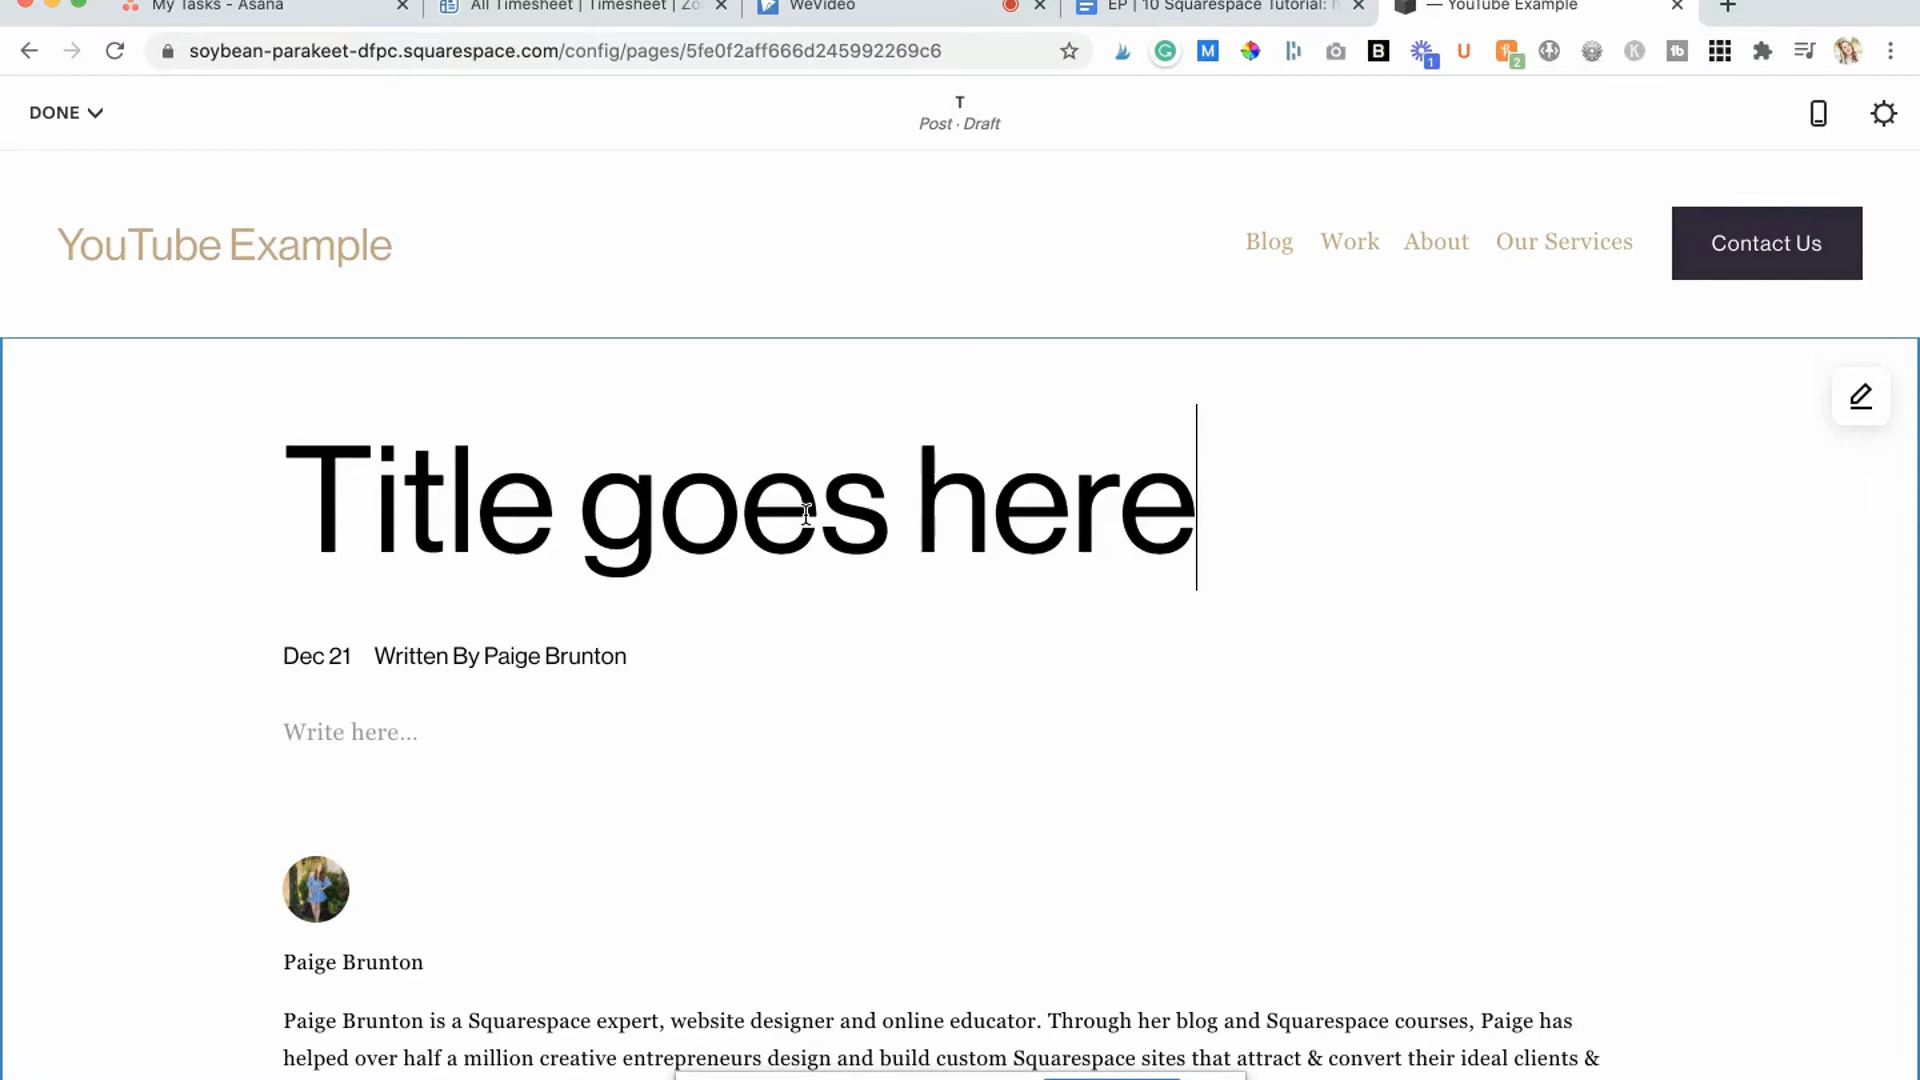 My Tasks - Asana
All Timesheet | Timesheet | Zo
WeVideo
EP | 10 Squarespace Tutorial: h
— YouTube Example
soybean-parakeet-dfpc.squarespace.com/config/pages/5fe0f2aff666d245992269c6
M
B
1
U
2
K
tb
DONE
T
Post · Draft
YouTube Example
Blog
Work
About
Our Services
Contact Us
Title goes here
Dec 21 Written By Paige Brunton
Write here...
Paige Brunton
Paige Brunton is a Squarespace expert, website designer and online educator. Through her blog and Squarespace courses, Paige has
helped over half a million creative entrepreneurs design and build custom Squarespace sites that attract & convert their ideal clients &